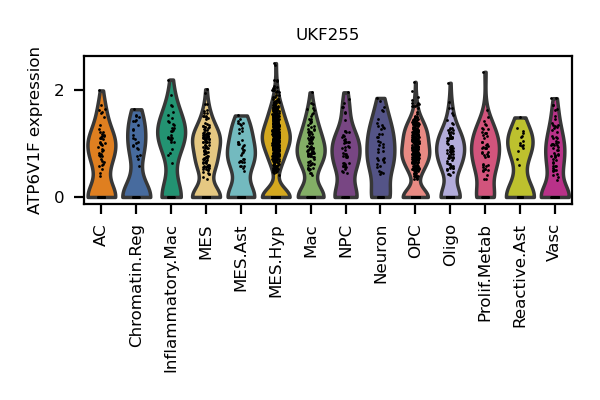 UKF255
ATP6V1F expression
2
0
AC
Chromatin.Reg
Inflammatory.Mac
MES
MES.Ast
MES.Hyp
Mac
NPC
Neuron
OPC
Oligo
Prolif.Metab
Reactive.Ast
Vasc